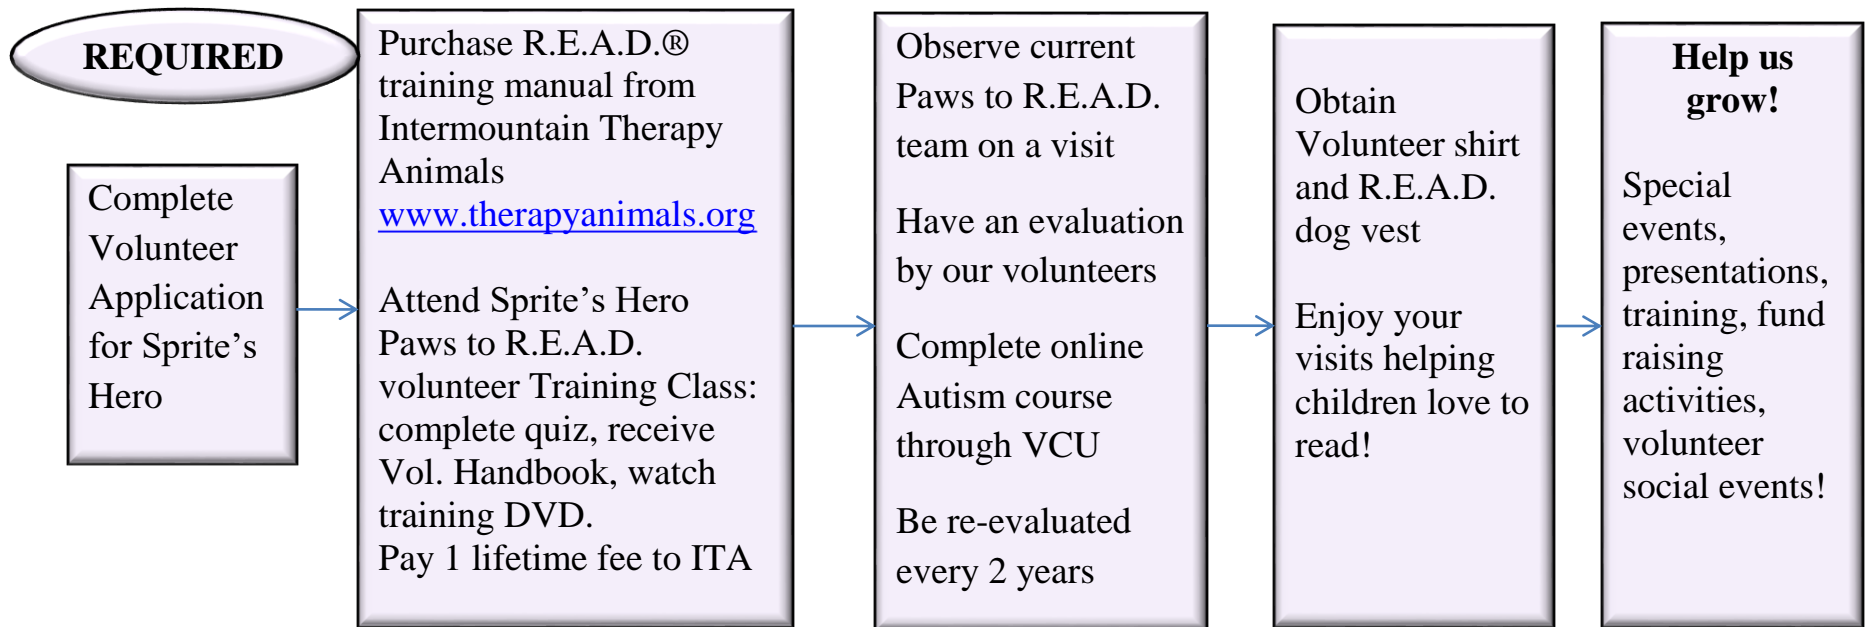 REQUIRED
Complete
Volunteer
Application
for Sprite’s
Hero
Purchase R.E.A.D.®
training manual from
Intermountain Therapy
Animals
www.therapyanimals.org
Attend Sprite’s Hero
Paws to R.E.A.D.
volunteer Training Class:
complete quiz, receive
Vol. Handbook, watch
training DVD.
Pay 1 lifetime fee to ITA
Observe current
Paws to R.E.A.D.
team on a visit
Have an evaluation
by our volunteers
Complete online
Autism course
through VCU
Be re-evaluated
every 2 years
Obtain
Volunteer shirt
and R.E.A.D.
dog vest
Enjoy your
visits helping
children love to
read!
Help us
grow!
Special
events,
presentations,
training, fund
raising
activities,
volunteer
social events!